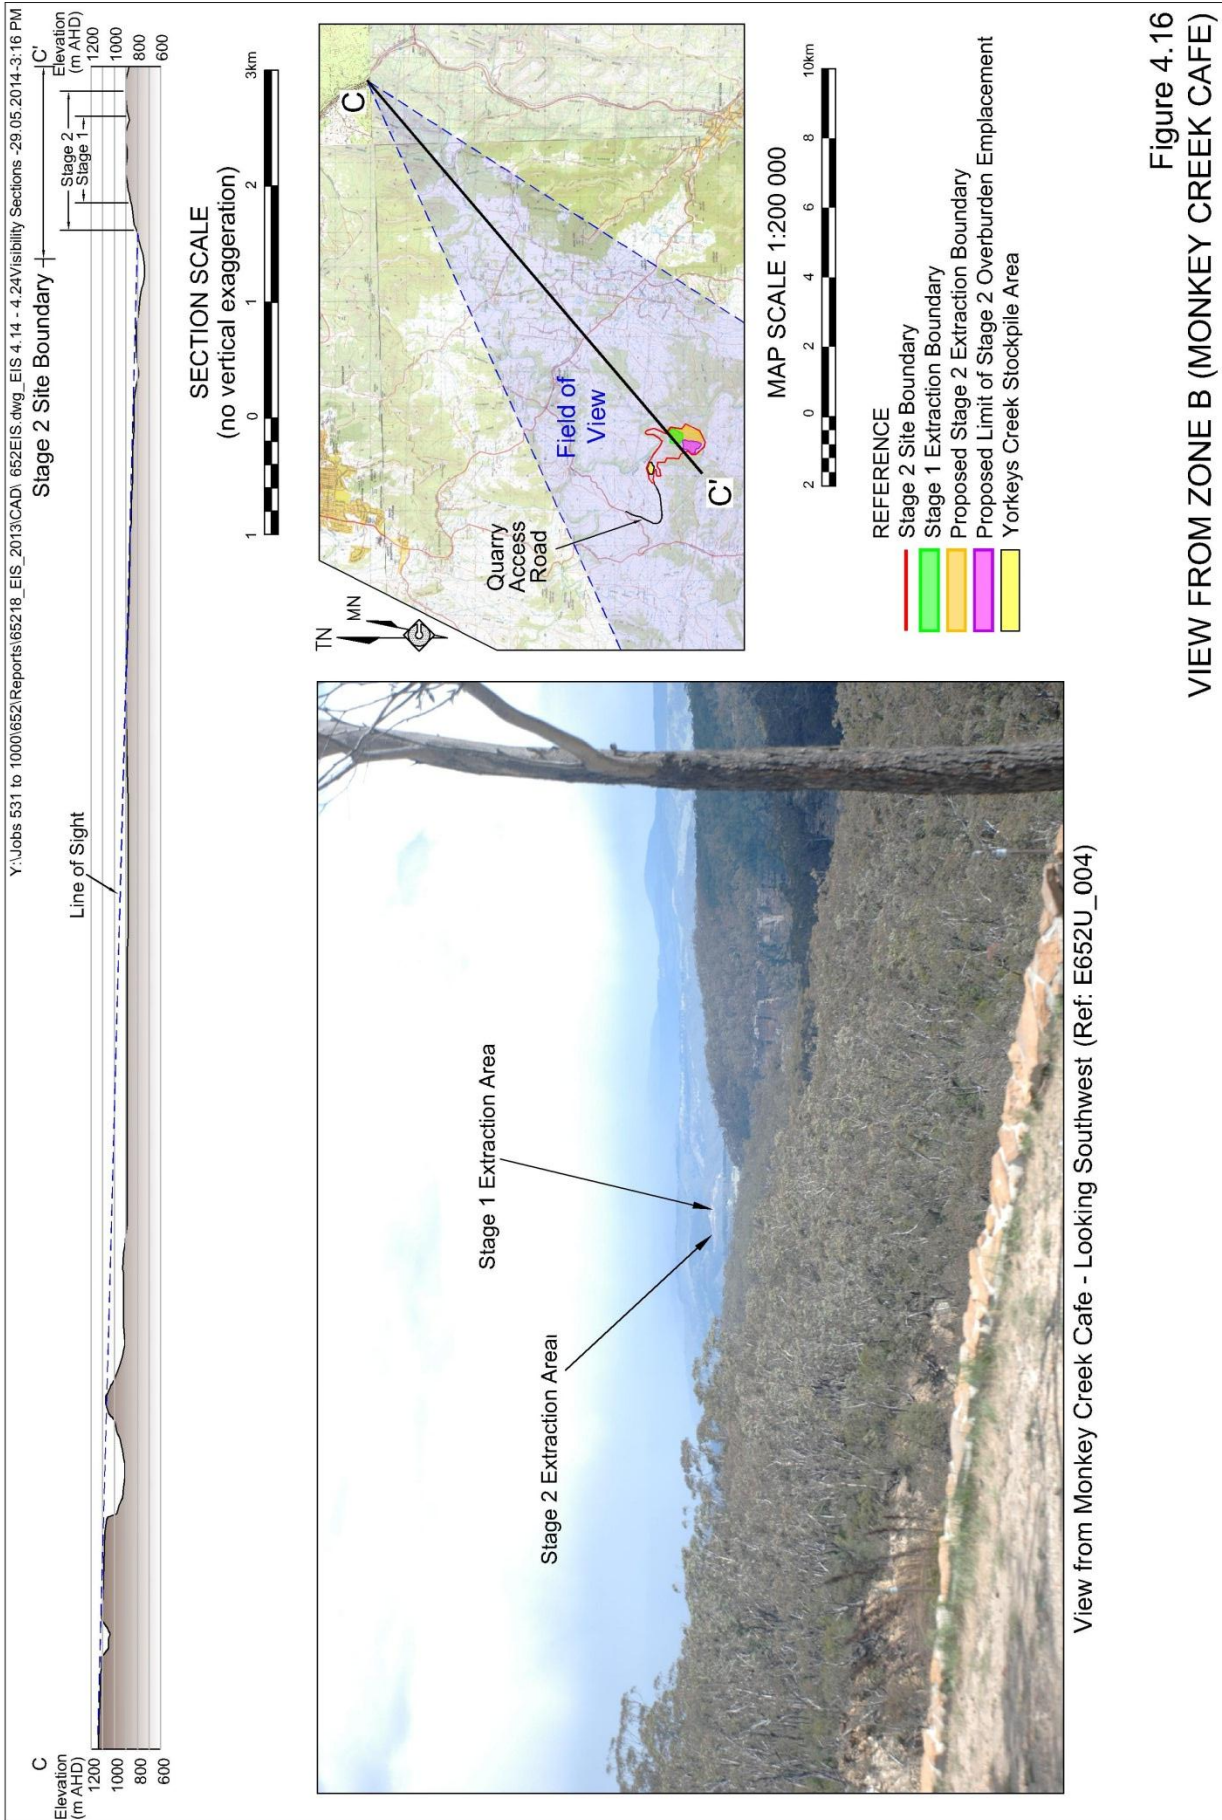 Y:\Jobs 531 to 1000\652\Reports\65218_EIS_2013\CAD\ 652EIS.dwg_EIS 4.14 - 4.24Visibility Sections -29.05.2014-3:16 PM
C
Elevation
(m AHD)
1200
1000
800
600
Line of Sight
Stage 2 Site Boundary
C'
Stage 2
Stage 1
Elevation
(m AHD)
1200
1000
800
600
SECTION SCALE
(no vertical exaggeration)
1 0 1 2 3km
Stage 2 Extraction Area
Stage 1 Extraction Area
View from Monkey Creek Cafe - Looking Southwest (Ref: E652U_004)
TN
MN
C
Field of
View
Quarry
Access
Road
C'
MAP SCALE 1:200 000
2 0 2 4 6 8 10km
REFERENCE
Stage 2 Site Boundary
Stage 1 Extraction Boundary
Proposed Stage 2 Extraction Boundary
Proposed Limit of Stage 2 Overburden Emplacement
Yorkeys Creek Stockpile Area
Figure 4.16
VIEW FROM ZONE B (MONKEY CREEK CAFE)